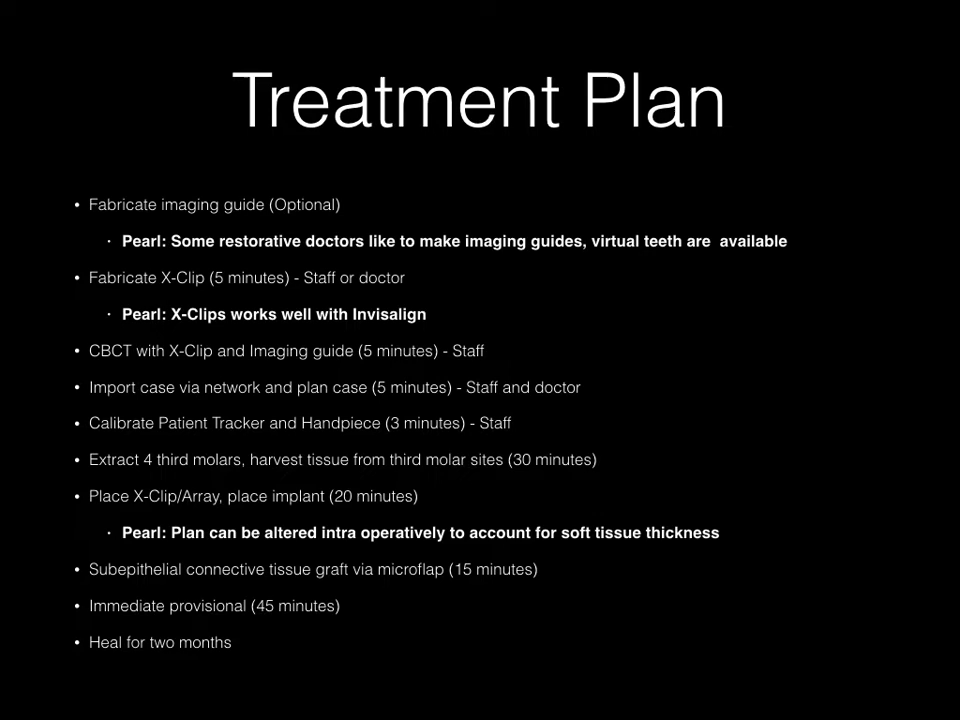 Treatment Plan
• Fabricate imaging guide (Optional)
• Pearl: Some restorative doctors like to make imaging guides, virtual teeth are  available
• Fabricate X-Clip (5 minutes) - Staff or doctor
• Pearl: X-Clips works well with Invisalign
• CBCT with X-Clip and Imaging guide (5 minutes) - Staff
• Import case via network and plan case (5 minutes) - Staff and doctor
• Calibrate Patient Tracker and Handpiece (3 minutes) - Staff
• Extract 4 third molars, harvest tissue from third molar sites (30 minutes)
• Place X-Clip/Array, place implant (20 minutes)
• Pearl: Plan can be altered intra operatively to account for soft tissue thickness
• Subepithelial connective tissue graft via microflap (15 minutes)
• Immediate provisional (45 minutes)
• Heal for two months